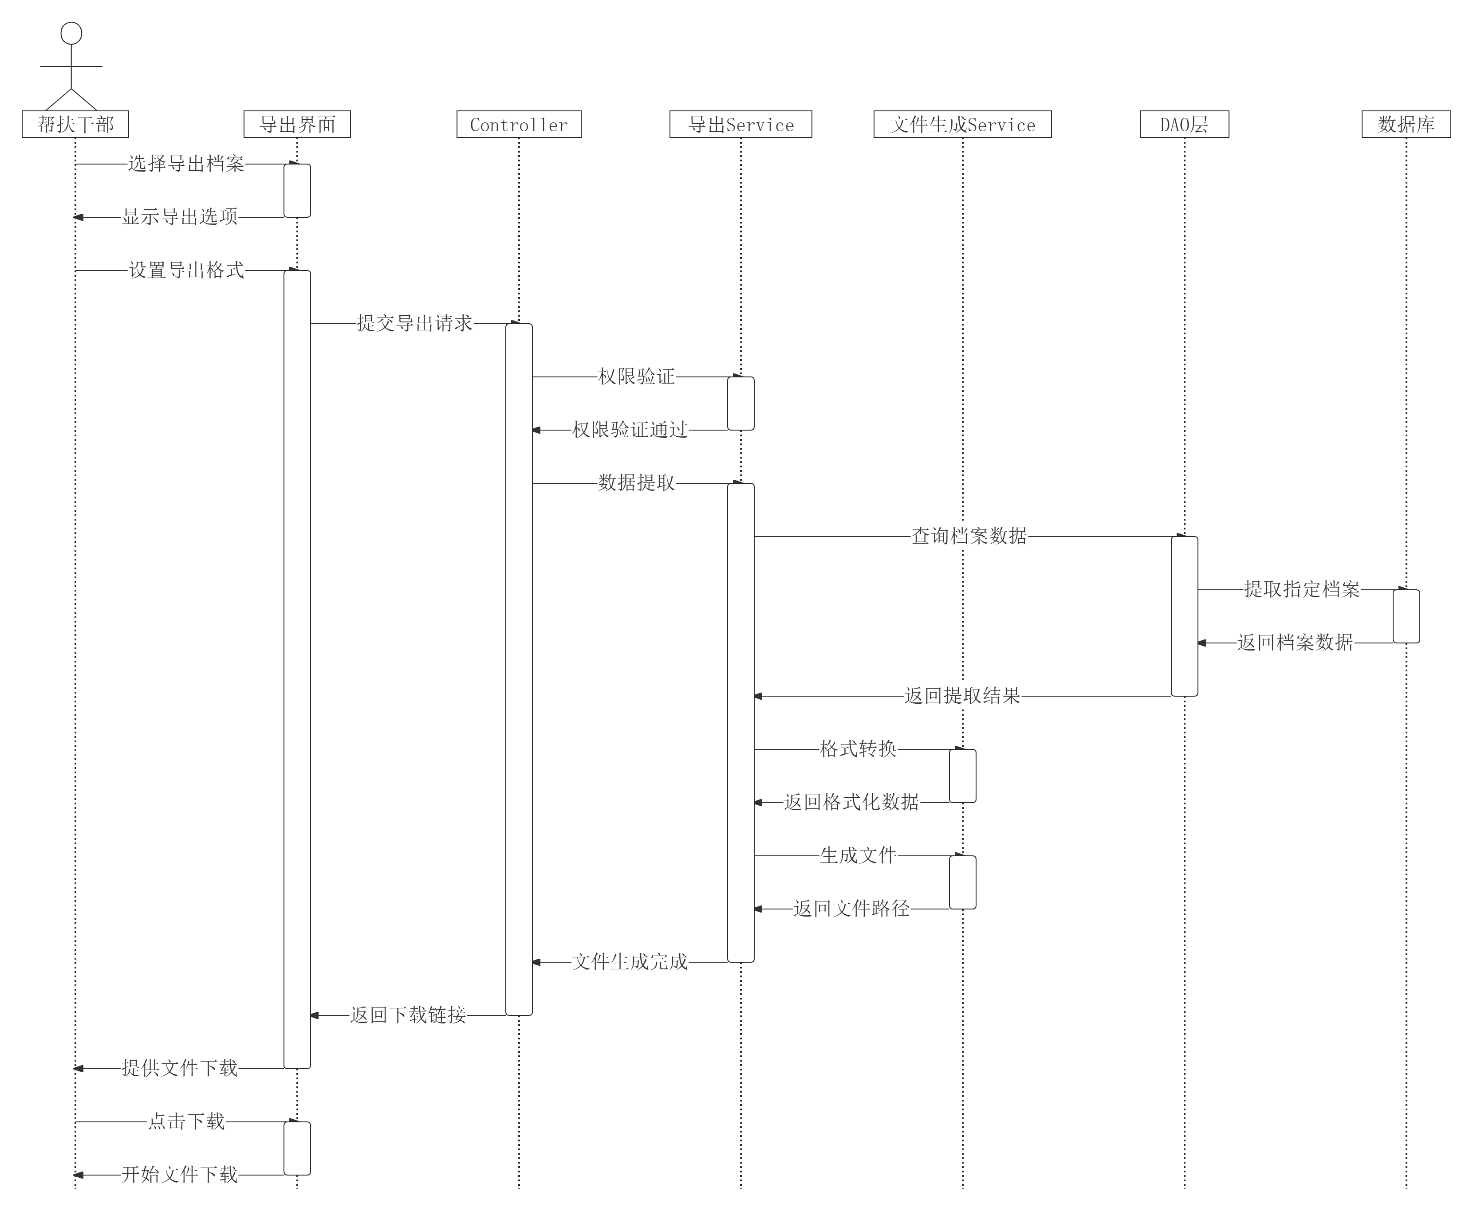 帮扶干部
导出界面
Controller
导出Service
文件生成Service
DAO层
数据库
选择导出档案
显示导出选项
设置导出格式
提交导出请求
权限验证
权限验证通过
数据提取
查询档案数据
提取指定档案
返回档案数据
返回提取结果
格式转换
返回格式化数据
生成文件
返回文件路径
文件生成完成
返回下载链接
提供文件下载
点击下载
开始文件下载